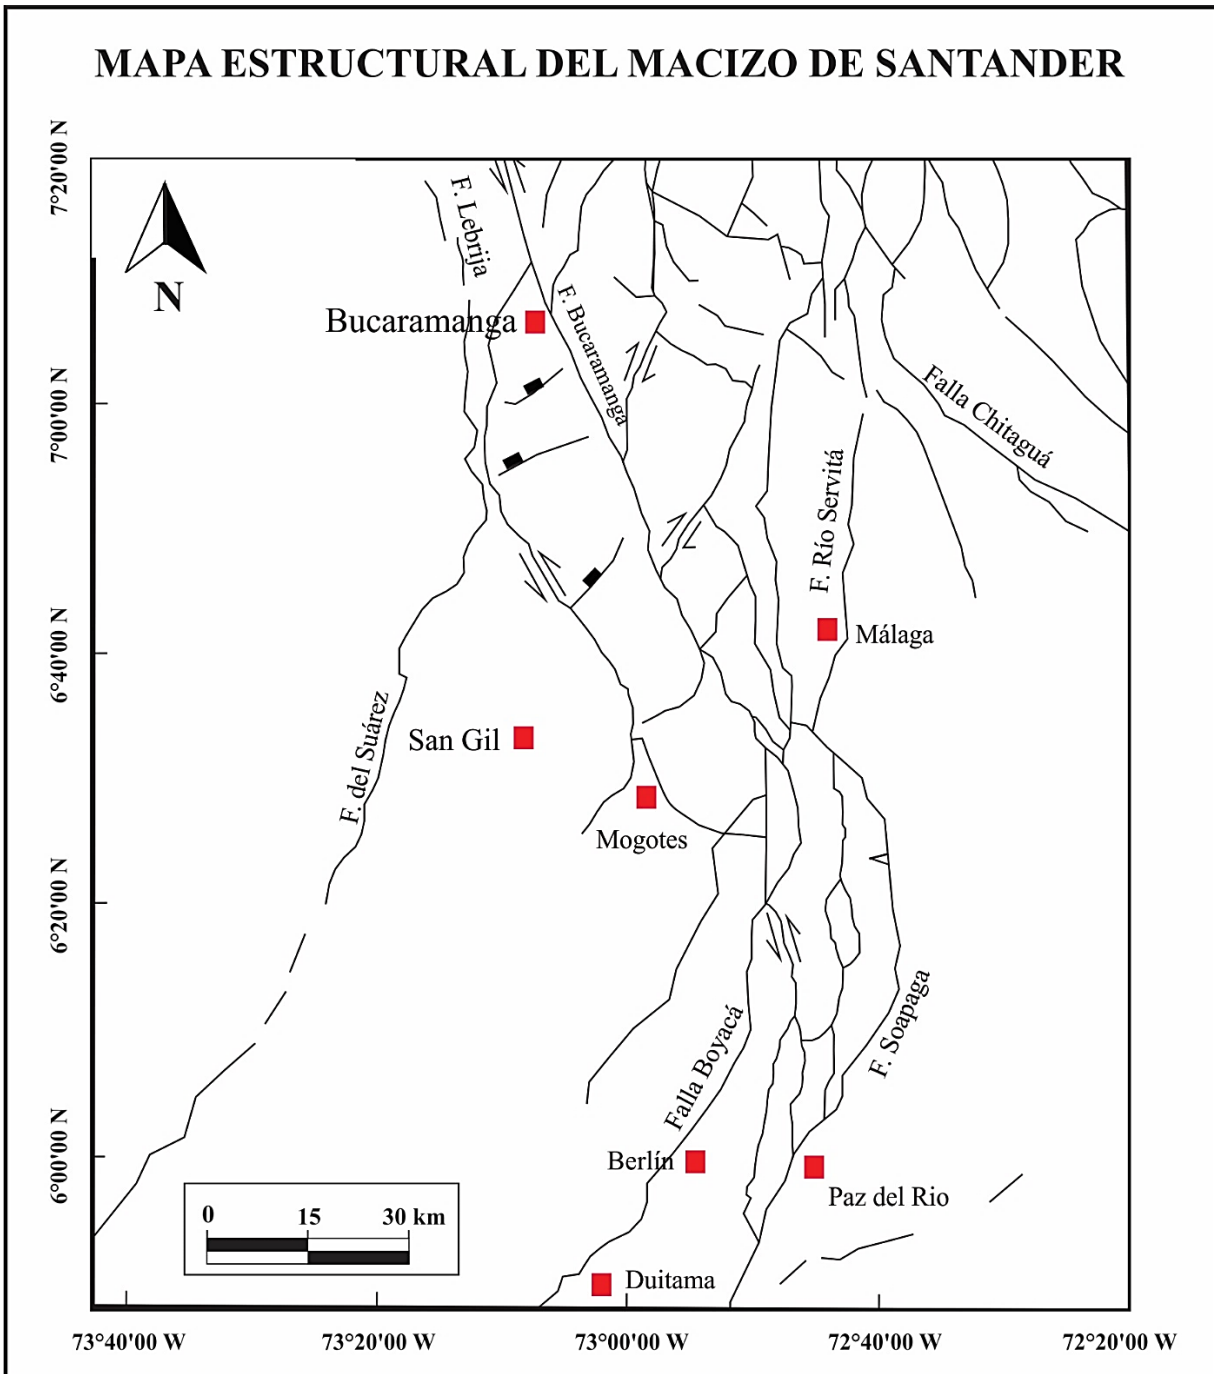 MAPA ESTRUCTURAL DEL MACIZO DE SANTANDER
7°20'00 N
7°00'00 N
6°40'00 N
6°20'00 N
6°00'00 N
N
F. Lebrija
Bucaramanga
F. Bucaramanga
Falla Chitaguá
F. Río Servitá
Málaga
F. del Suárez
San Gil
Mogotes
F. Soapaga
Falla Boyacá
Berlín
Paz del Rio
0 15 30 km
Duitama
73°40'00 W 73°20'00 W 73°00'00 W 72°40'00 W 72°20'00 W